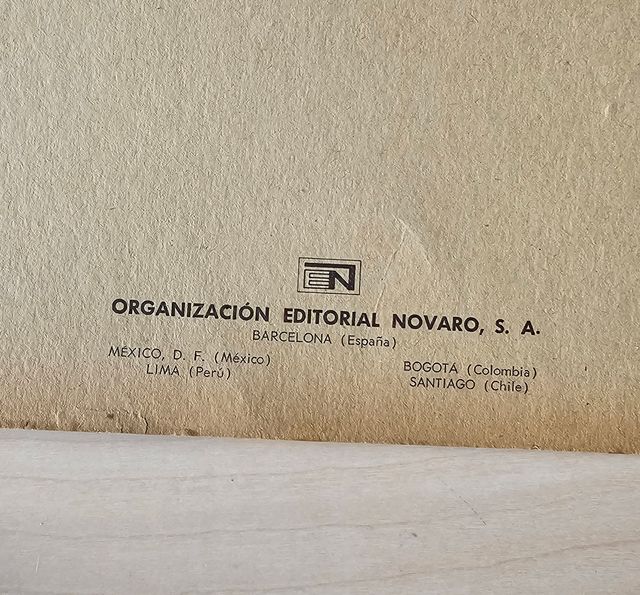 EN
ORGANIZACIÓN EDITORIAL NOVARO, S. A.
BARCELONA (España)
MÉXICO, D. F. (México)
LIMA (Perú)
BOGOTA (Colombia)
SANTIAGO (Chile)